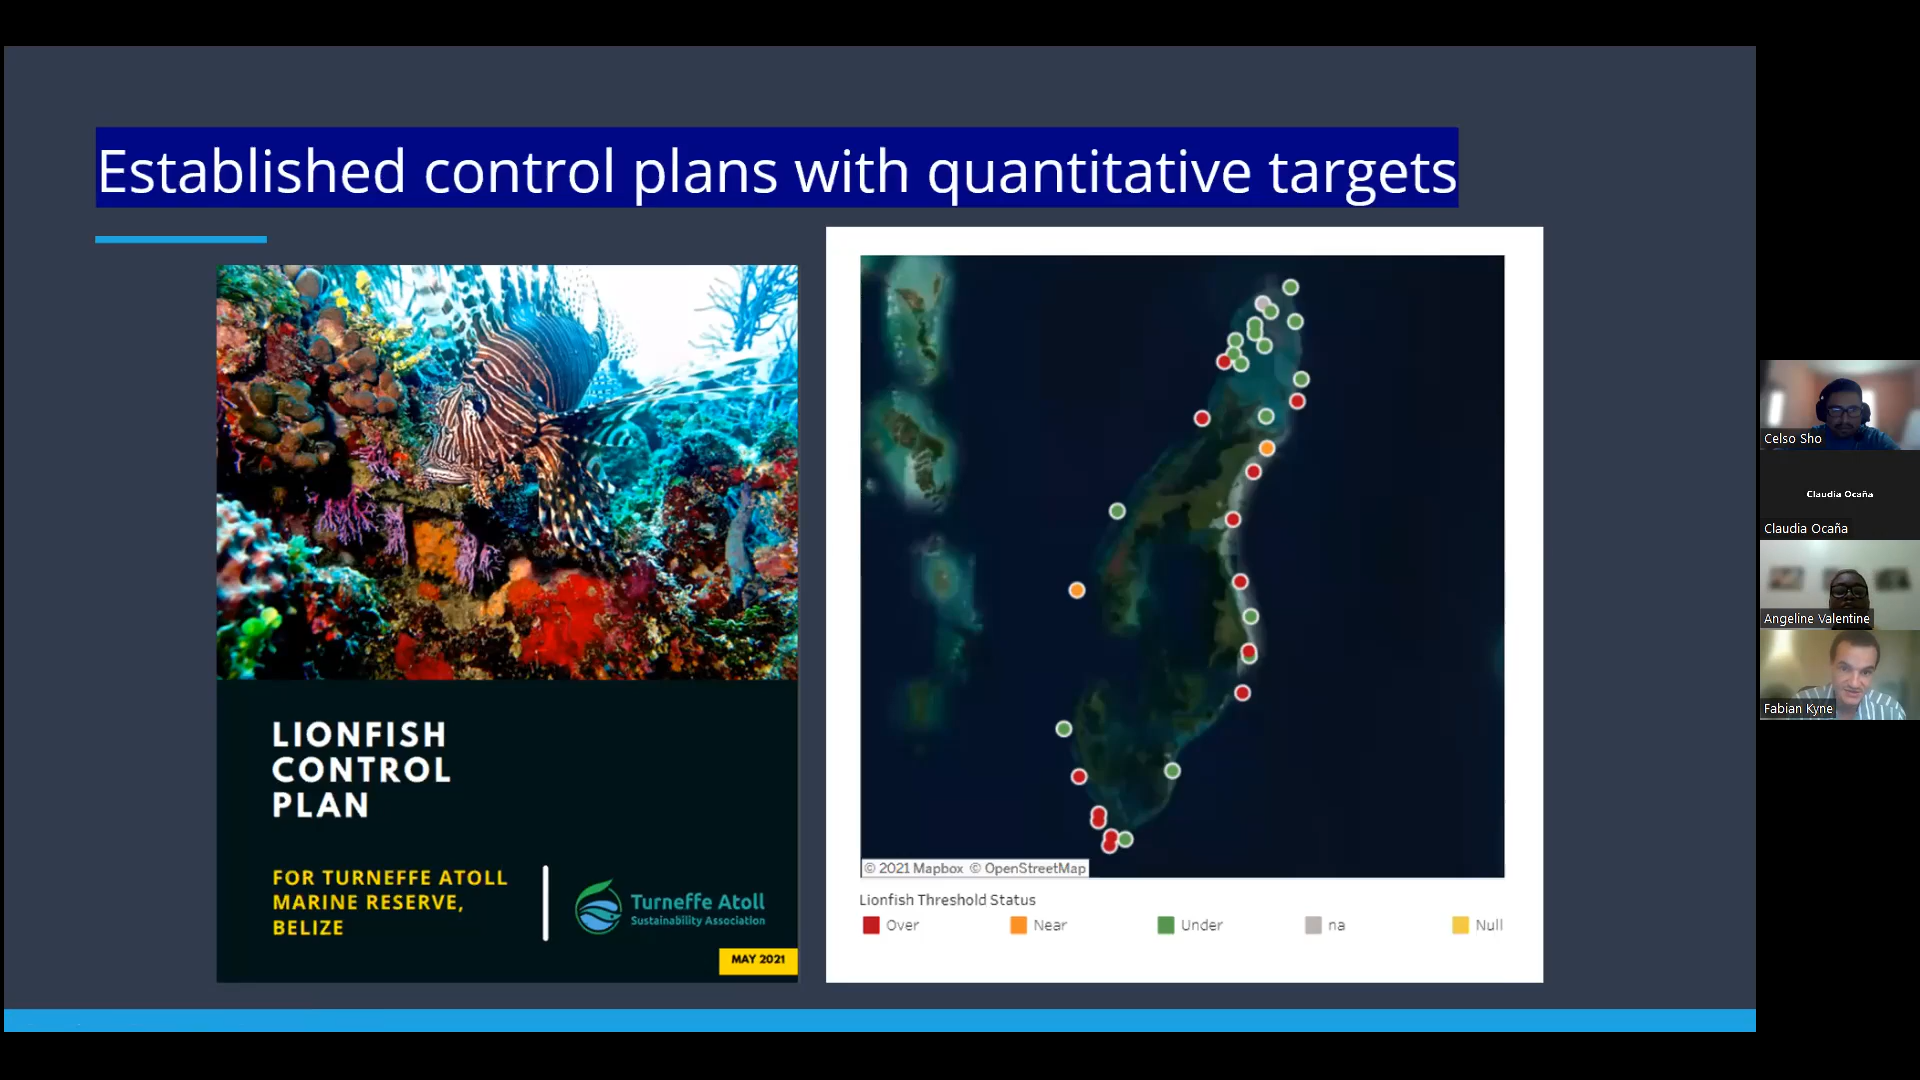 Established control plans with quantitative targets
LIONFISH
CONTROL
PLAN
FOR TURNEFFE ATOLL
MARINE RESERVE,
BELIZE
Turneffe Atoll
Sustainability Association
MAY 2021
© 2021 Mapbox © OpenStreetMap
Lionfish Threshold Status
Over Near Under na Null
Celso Sho
Claudia Ocaña
Claudia Ocaña
Angeline Valentine
Fabian Kyne